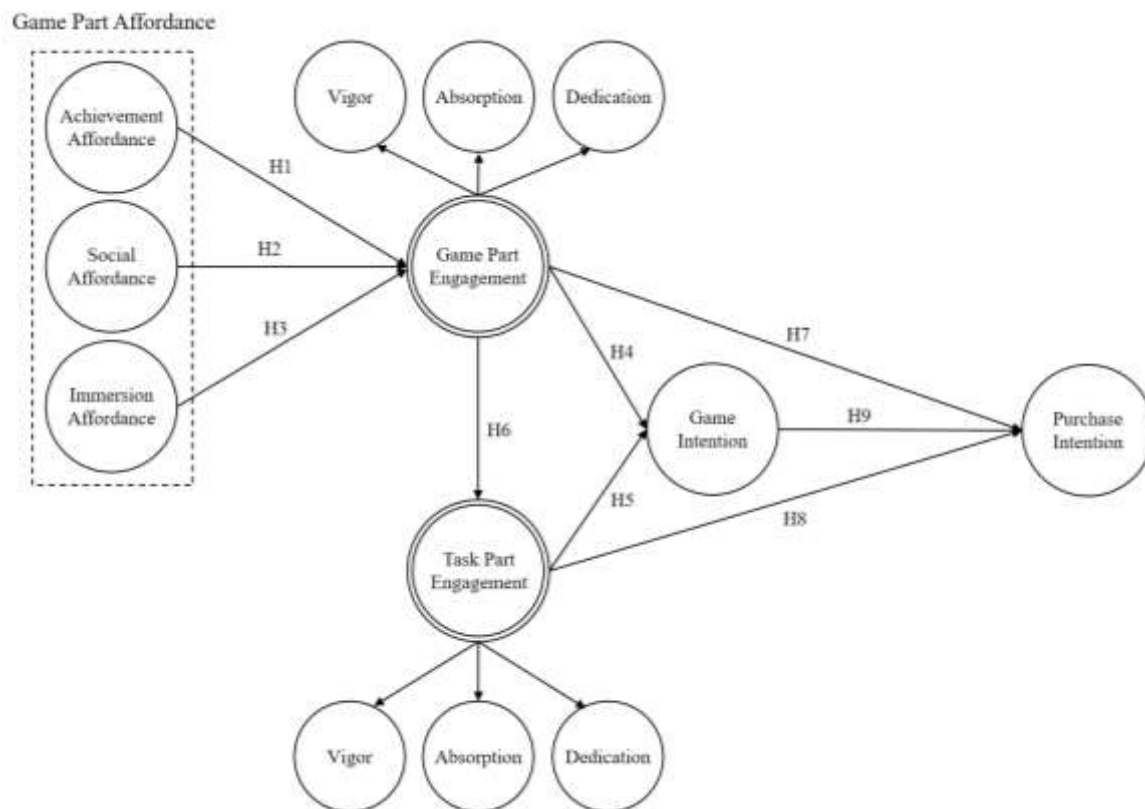 Game Part Affordance
Achievement
Affordance
Social
Affordance
Immersion
Affordance
H1
H2
H3
Vigor
Absorption
Dedication
Game Part
Engagement
H4
H7
H6
Game
Intention
H9
Purchase
Intention
H5
H8
Task Part
Engagement
Vigor
Absorption
Dedication